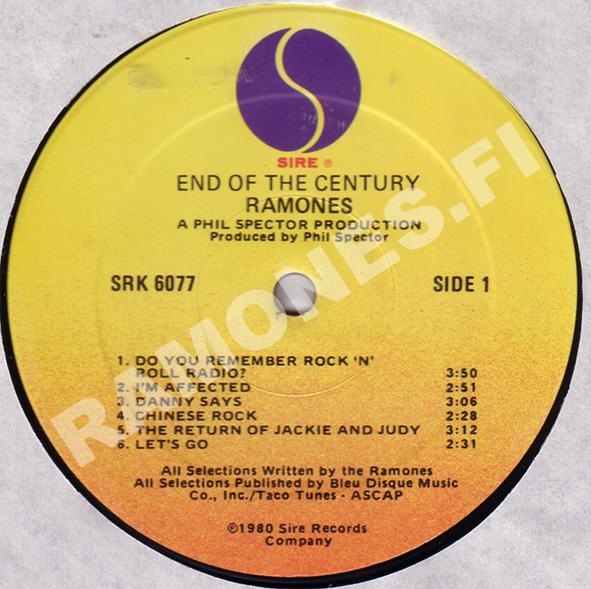 SIRE ®
END OF THE CENTURY
RAMONES
A PHIL SPECTOR PRODUCTION
Produced by Phil Spector
SRK 6077 SIDE 1
1. DO YOU REMEMBER ROCK 'N'
ROLL RADIO? 3:50
2. I'M AFFECTED 2:51
3. DANNY SAYS 3:06
4. CHINESE ROCK 2:28
5. THE RETURN OF JACKIE AND JUDY 3:12
6. LET'S GO 2:31
All Selections Written by the Ramones
All Selections Published by Bleu Disque Music
Co., Inc./Taco Tunes - ASCAP
℗1980 Sire Records
Company
RAMONES.FI